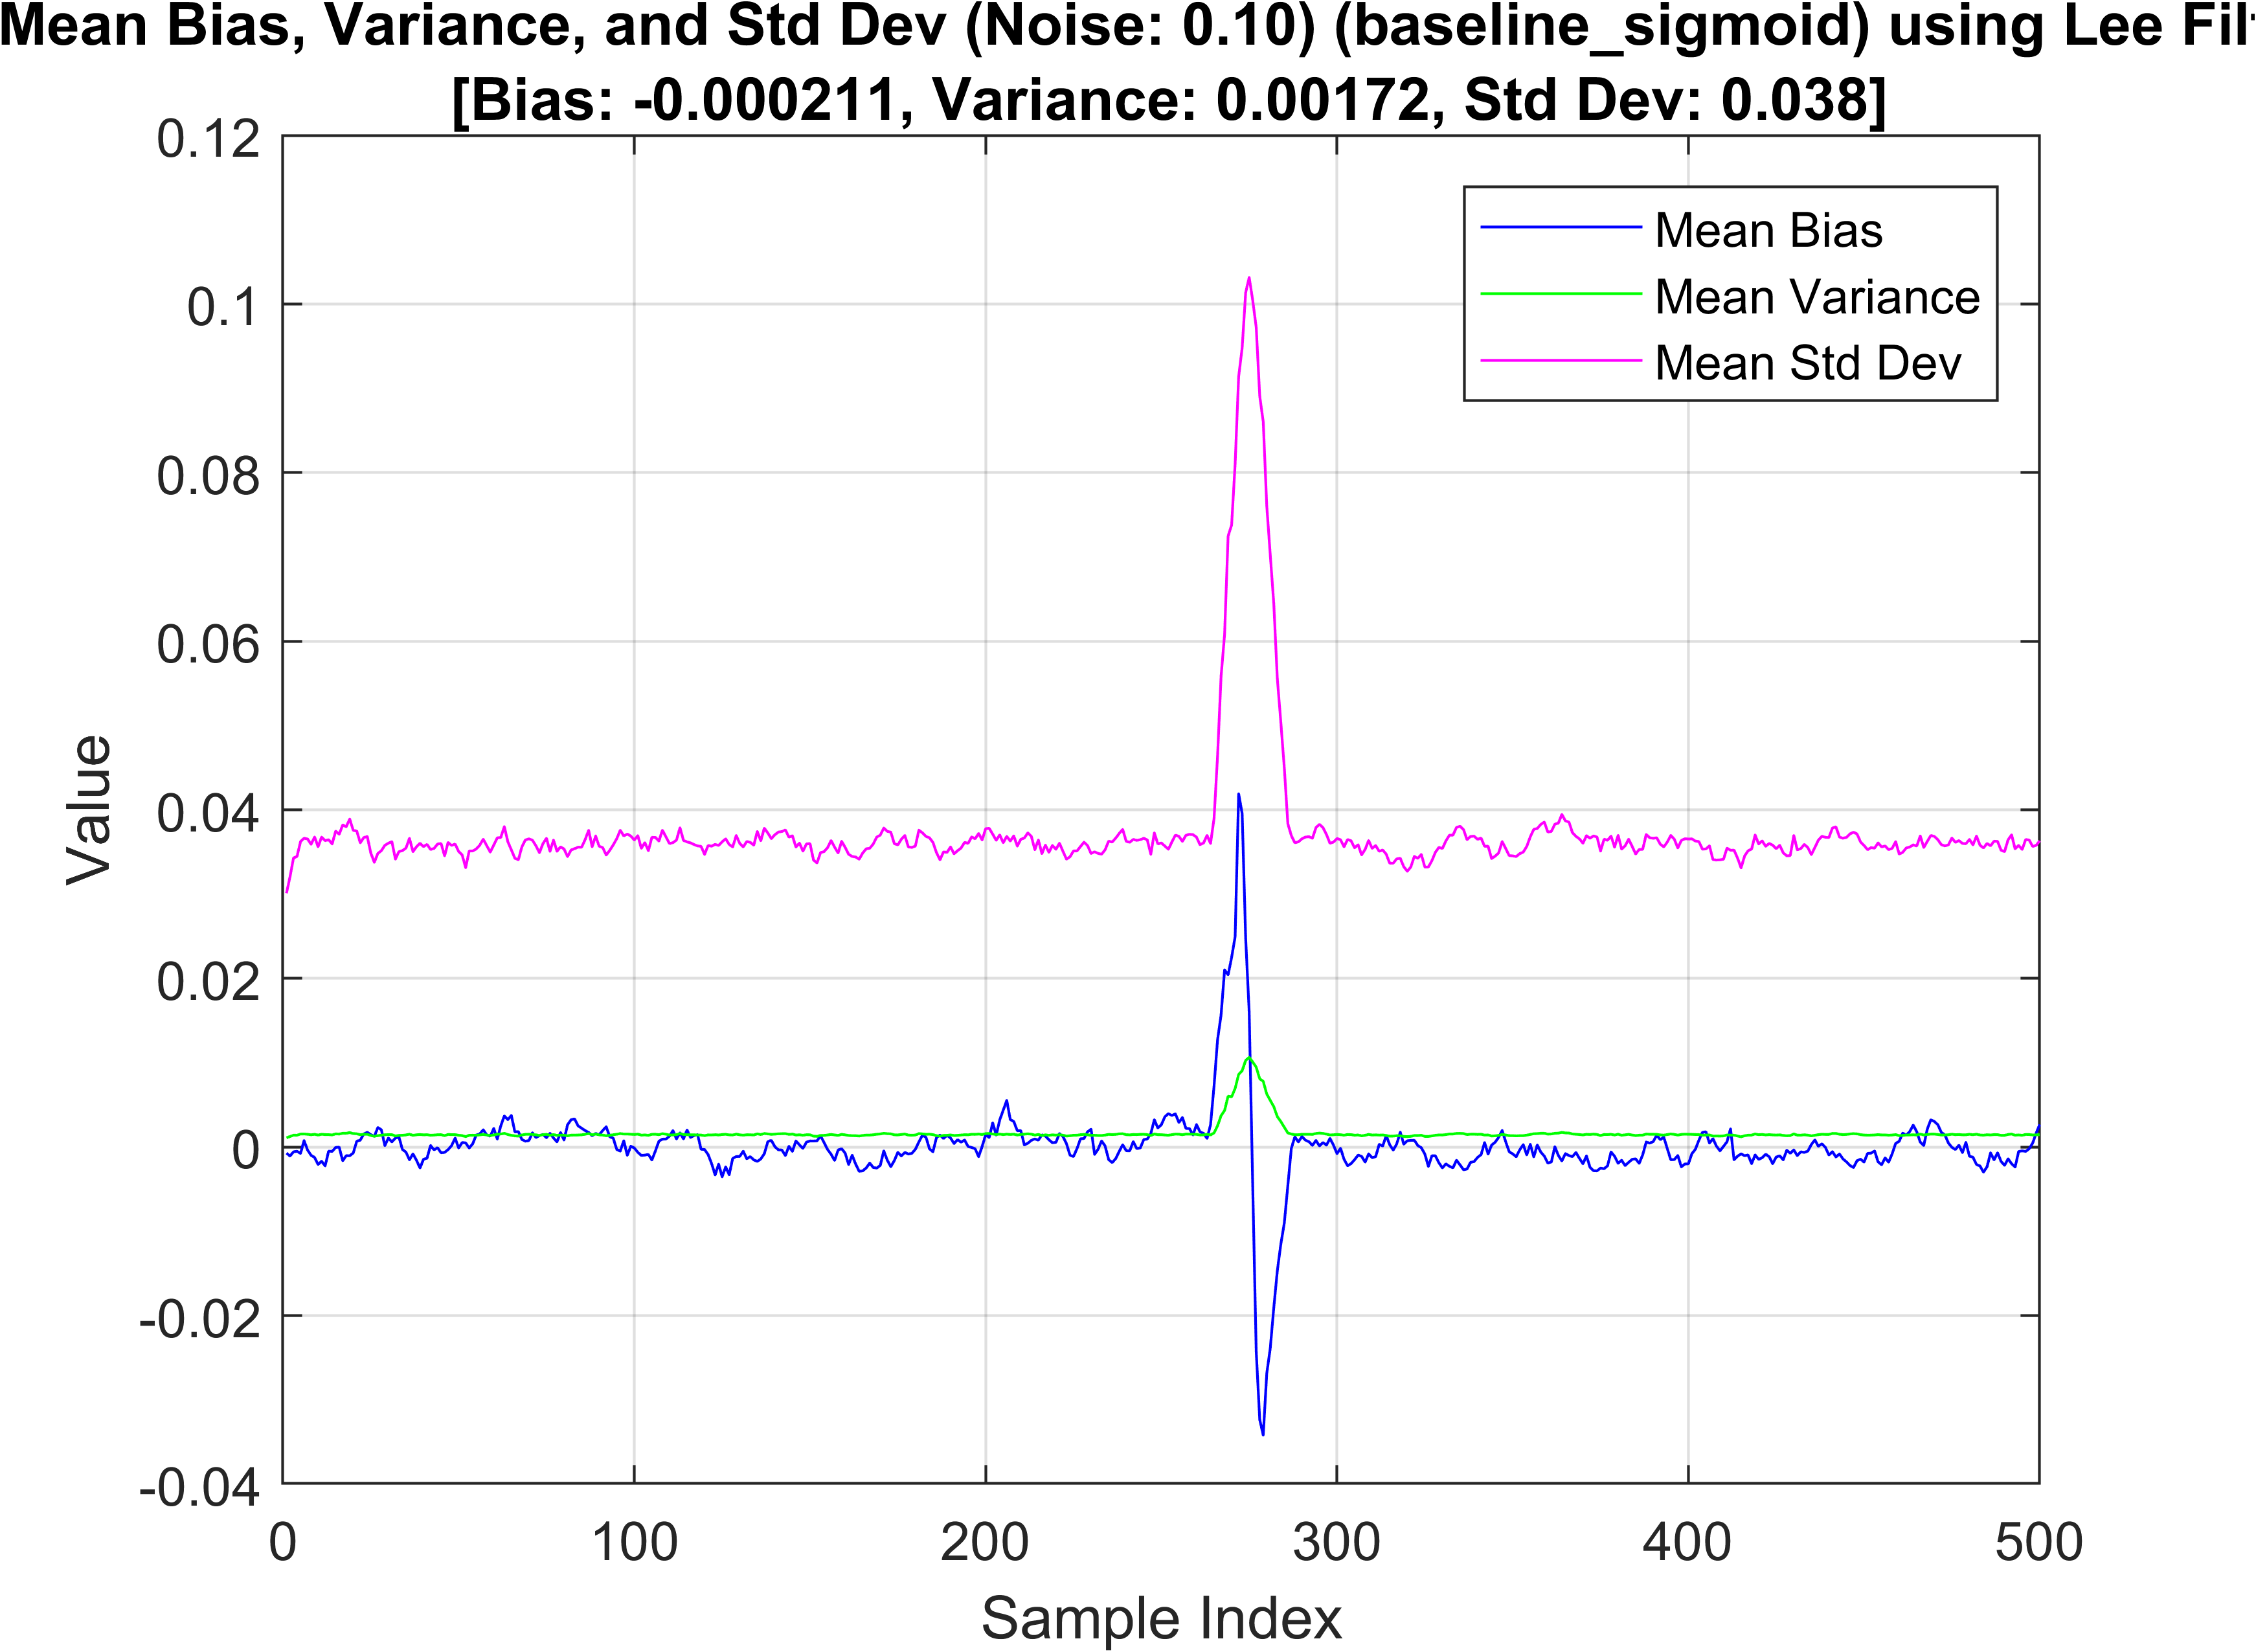 Mean Bias, Variance, and Std Dev (Noise: 0.10) (baseline_sigmoid) using Lee Fil
[Bias: -0.000211, Variance: 0.00172, Std Dev: 0.038]
0.12
0.1
0.08
0.06
0.04
0.02
0
-0.02
-0.04
Value
Mean Bias
Mean Variance
Mean Std Dev
0 100 200 300 400 500
Sample Index